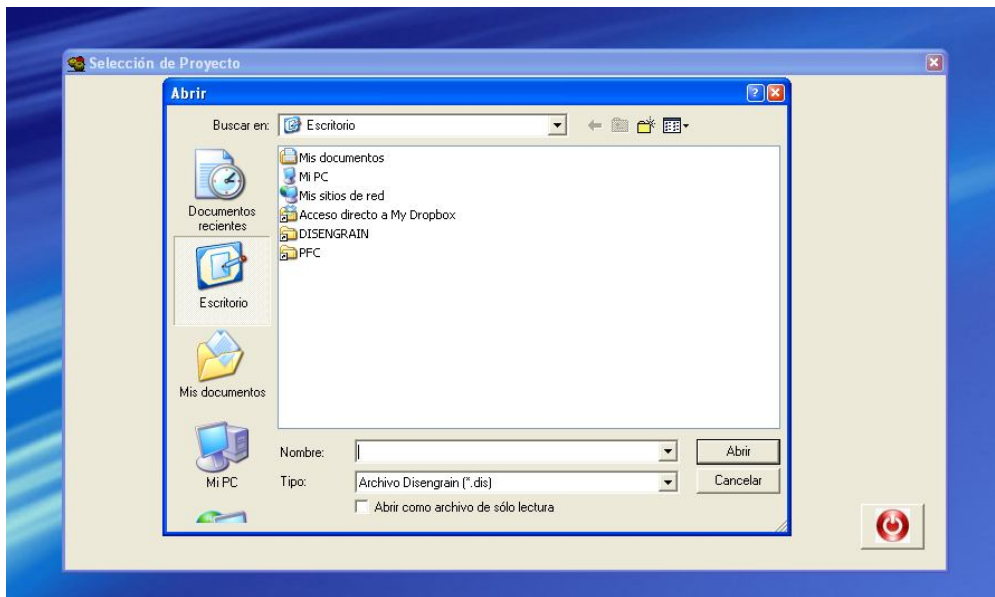 Selección de Proyecto
Abrir
Buscar en:
Escritorio
Mis documentos
Mi PC
Mis sitios de red
Acceso directo a My Dropbox
DISENGRAIN
PFC
Documentos
recientes
Escritorio
Mis documentos
Mi PC
Nombre:
Abrir
Tipo:
Archivo Disengrain (*.dis)
Cancelar
Abrir como archivo de sólo lectura